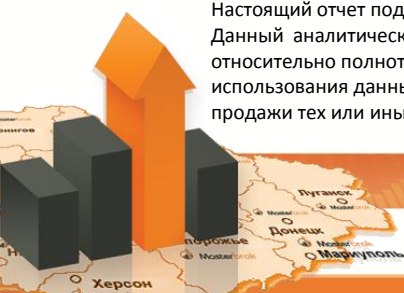 Настоящий отчет под
Данный аналитическ
относительно полнот
использования данны
продажи тех или ины
Луганск
Донецк
Мариуполь
Херсон